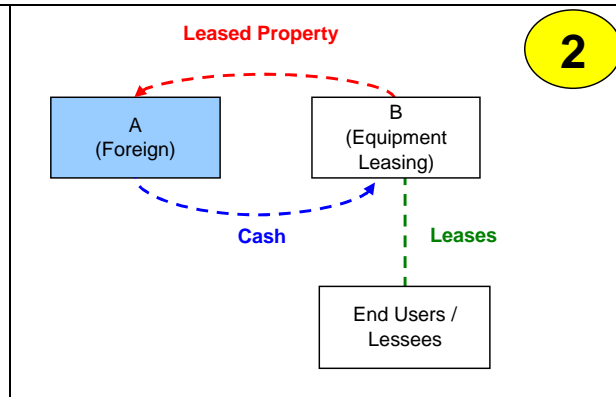 Leased Property
2
A
(Foreign)
B
(Equipment
Leasing)
Cash
Leases
End Users /
Lessees